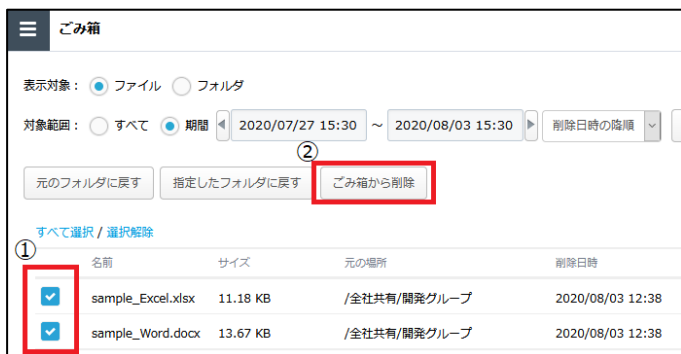 ごみ箱
表示対象： ファイル フォルダ
対象範囲： すべて 期間 2020/07/27 15:30 ～ 2020/08/03 15:30 削除日時の降順
②
元のフォルダに戻す 指定したフォルダに戻す ごみ箱から削除
すべて選択 / 選択解除
①
名前 サイズ 元の場所 削除日時
sample_Excel.xlsx 11.18 KB /全社共有/開発グループ 2020/08/03 12:38
sample_Word.docx 13.67 KB /全社共有/開発グループ 2020/08/03 12:38